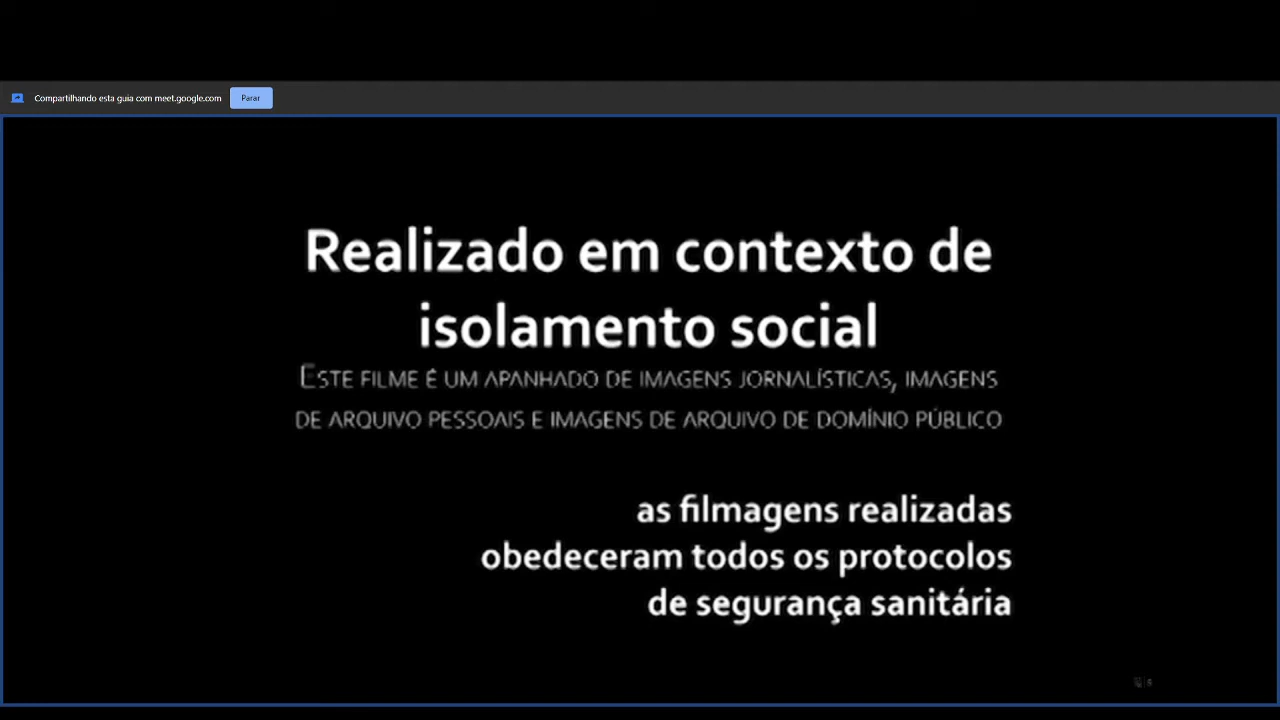 Compartilhando esta guia com meet.google.com Parar
Realizado em contexto de
isolamento social
ESTE FILME É UM APANHADO DE IMAGENS JORNALÍSTICAS, IMAGENS
DE ARQUIVO PESSOAIS E IMAGENS DE ARQUIVO DE DOMÍNIO PÚBLICO
as filmagens realizadas
obedeceram todos os protocolos
de segurança sanitária